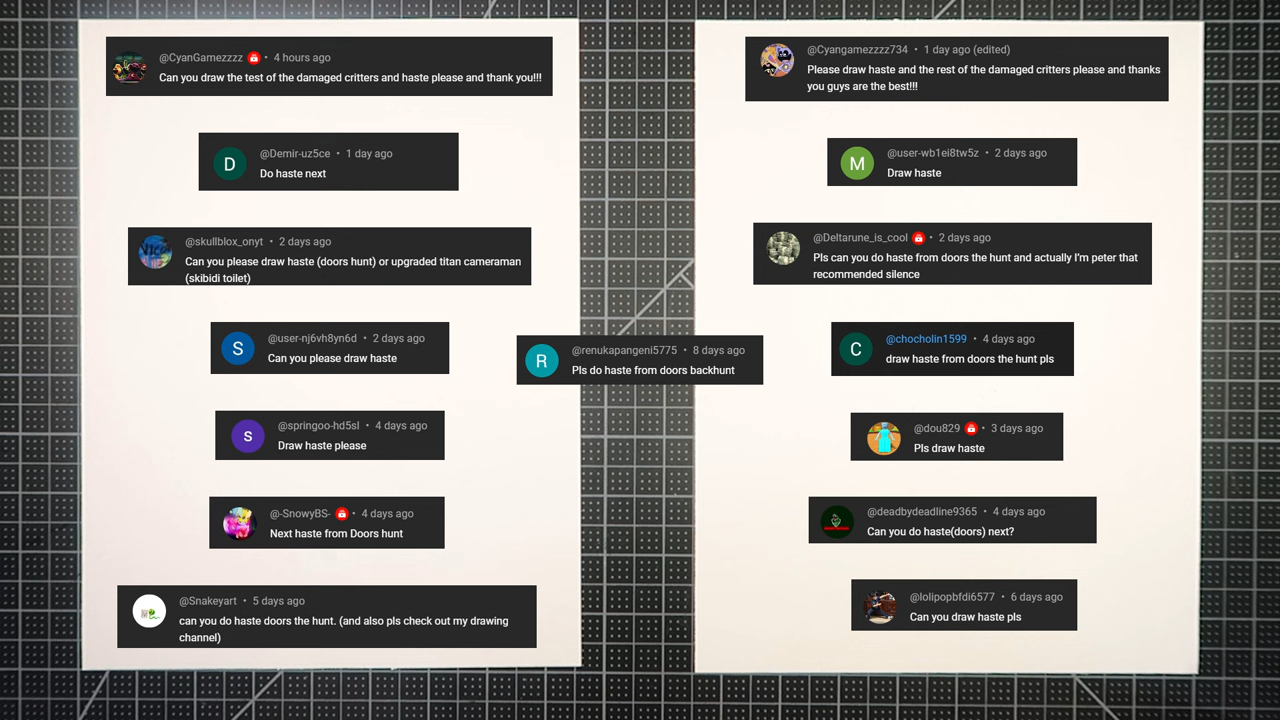 @CyanGamezzzz • 4 hours ago
Can you draw the test of the damaged critters and haste please and thank you!!!
D
@Demir-uz5ce • 1 day ago
Do haste next
@skullblox_onyt • 2 days ago
Can you please draw haste (doors hunt) or upgraded titan cameraman
(skibidi toilet)
S
@user-nj6vh8yn6d • 2 days ago
Can you please draw haste
s
@springoo-hd5sl • 4 days ago
Draw haste please
@-SnowyBS- • 4 days ago
Next haste from Doors hunt
@Snakeyart • 5 days ago
can you do haste doors the hunt. (and also pls check out my drawing
channel)
R
@renukapangeni5775 • 8 days ago
Pls do haste from doors backhunt
@Cyangamezzzz734 • 1 day ago (edited)
Please draw haste and the rest of the damaged critters please and thanks
you guys are the best!!!
M
@user-wb1ei8tw5z • 2 days ago
Draw haste
@Deltarune_is_cool • 2 days ago
Pls can you do haste from doors the hunt and actually I'm peter that
recommended silence
C
@chocholin1599 • 4 days ago
draw haste from doors the hunt pls
@dou829 • 3 days ago
Pls draw haste
@deadbydeadline9365 • 4 days ago
Can you do haste(doors) next?
@lolipopbfdi6577 • 6 days ago
Can you draw haste pls